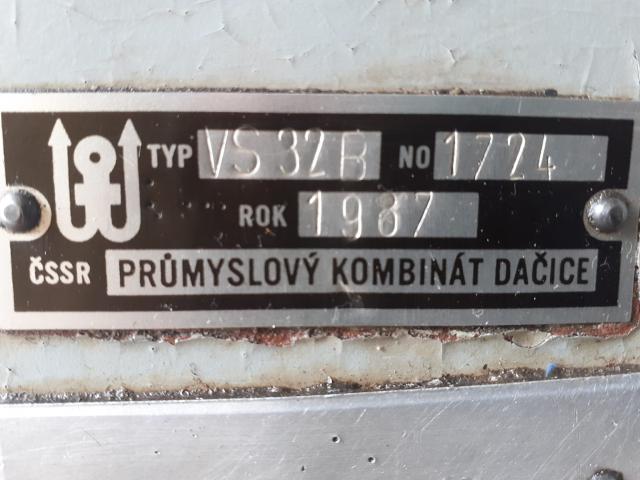 TYP VS 32B NO 1724
ROK 1987
ČSSR PRŮMYSLOVÝ KOMBINÁT DAČICE